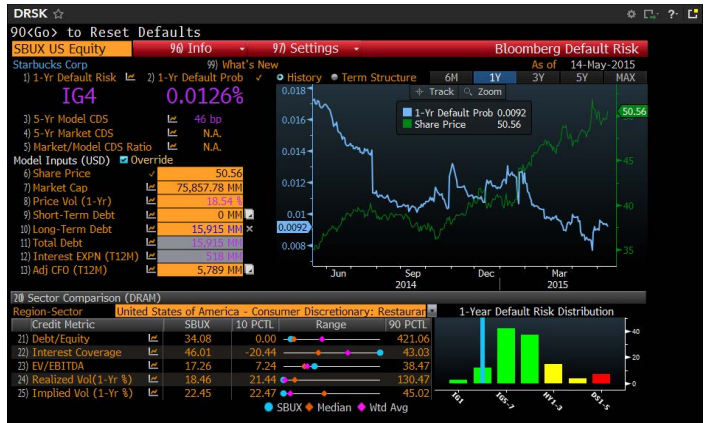 DRSK
?
90<Go> to Reset Defaults
SBUX US Equity 96) Info 97) Settings Bloomberg Default Risk
Starbucks Corp 99) What's New As of 14-May-2015
1) 1-Yr Default Risk 2) 1-Yr Default Prob History Term Structure 6M 1Y 3Y 5Y MAX
IG4 0.0126%
Track Zoom
1-Yr Default Prob 0.0092
Share Price 50.56
3) 5-Yr Model CDS 46 bp
4) 5-Yr Market CDS N.A.
5) Market/Model CDS Ratio N.A.
Model Inputs (USD) Override
6) Share Price 50.56
7) Market Cap 75,857.78 MM
8) Price Vol (1-Yr) 18.54 %
9) Short-Term Debt 0 MM
10) Long-Term Debt 15,915 MM
11) Total Debt 15,915 MM
12) Interest EXPN (T12M) 518 MM
13) Adj CFO (T12M) 5,789 MM
0.018
0.016
0.014
0.012
0.01
0.0092
0.008
50.56
45
40
35
Jun Sep Dec Mar
2014 2015
20) Sector Comparison (DRAM)
Region-Sector United States of America - Consumer Discretionary: Restauran
Credit Metric SBUX 10 PCTL Range 90 PCTL
21) Debt/Equity 34.08 0.00 421.06
22) Interest Coverage 46.01 -20.44 43.03
23) EV/EBITDA 17.26 7.24 38.47
24) Realized Vol(1-Yr %) 18.46 21.44 130.47
25) Implied Vol (1-Yr %) 22.45 22.47 45.02
SBUX Median Wtd Avg
1-Year Default Risk Distribution
40
20
0
IG1 IG5-7 HY1-3 DS1-5